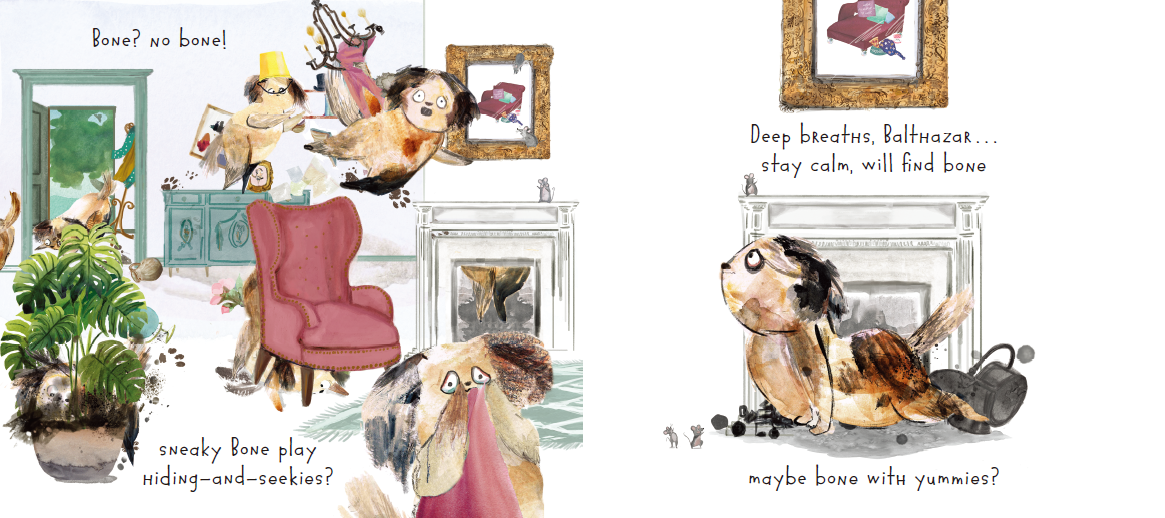 Bone? no bone!
sneaky Bone play
Hiding-and-seekies?
Deep breaths, Balthazar...
stay calm, will find bone
maybe bone with yummies?